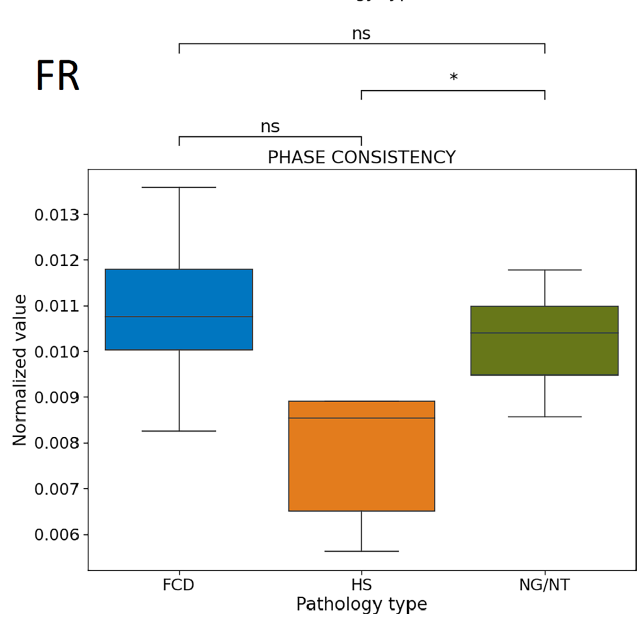 ns
FR
*
ns
PHASE CONSISTENCY
0.013
0.012
0.011
0.010
0.009
0.008
0.007
0.006
Normalized value
FCD HS NG/NT
Pathology type